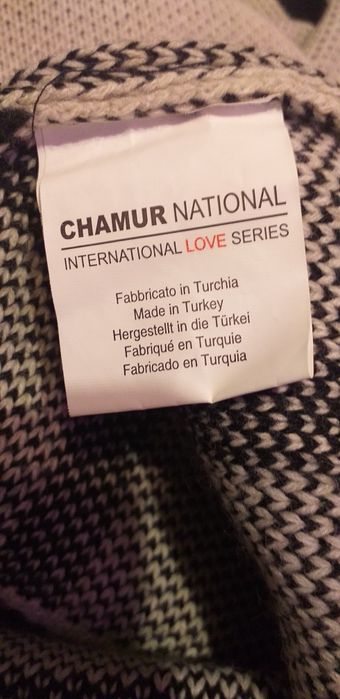 CHAMUR NATIONAL
INTERNATIONAL LOVE SERIES
Fabbricato in Turchia
Made in Turkey
Hergestellt in die Türkei
Fabriqué en Turquie
Fabricado en Turquia